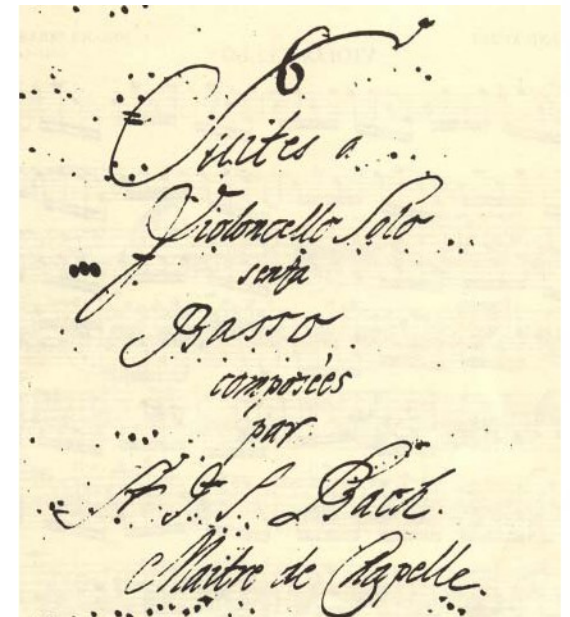 6
Suites a
Violoncello Solo
senza
Basso
composées
par
Sr. J. S. Bach.
Maitre de Chapelle.